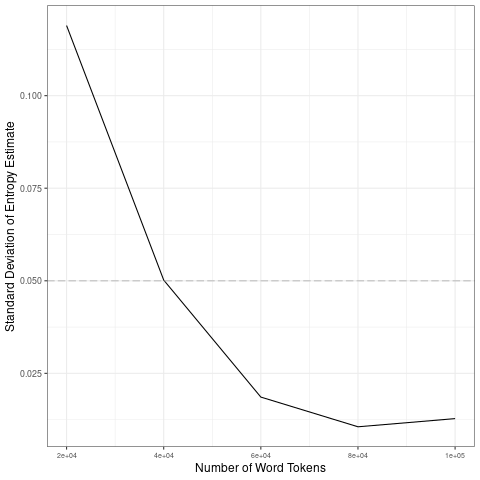 Standard Deviation of Entropy Estimate
0.100
0.075
0.050
0.025
2e+04 4e+04 6e+04 8e+04 1e+05
Number of Word Tokens